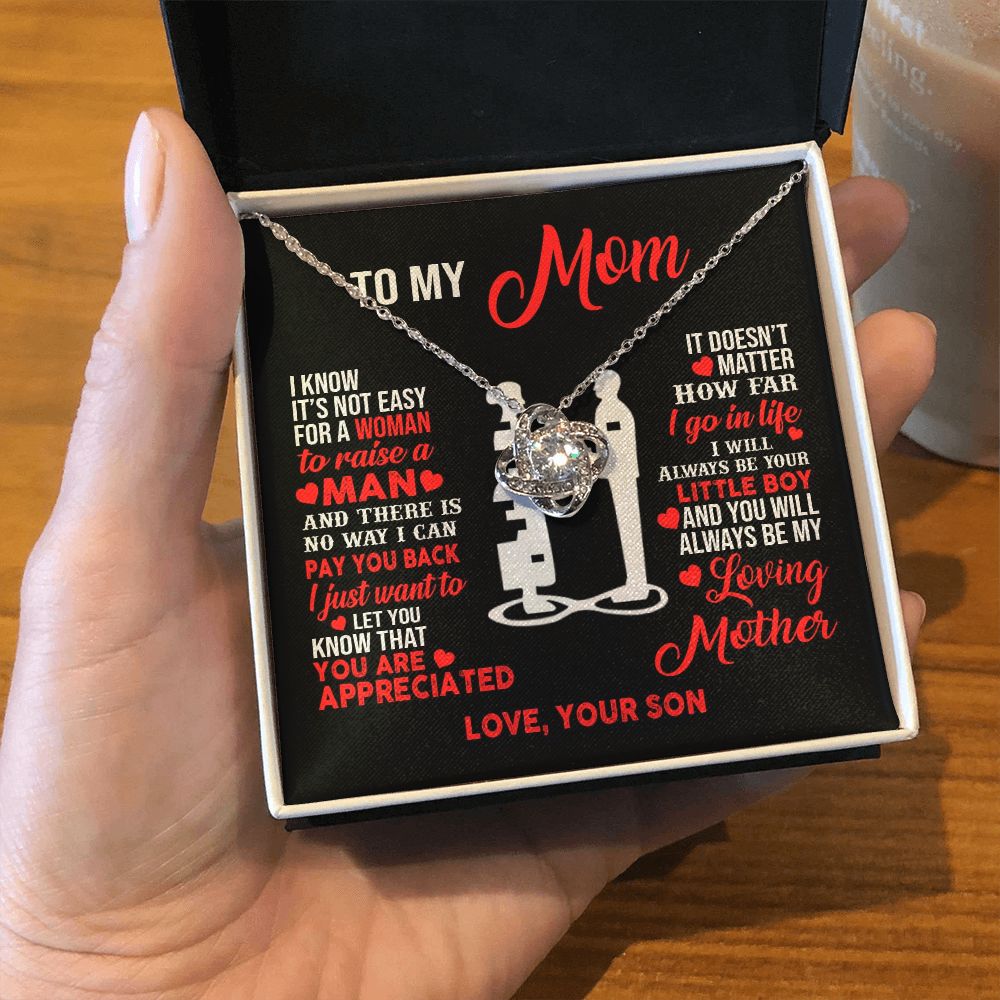 TO MY Mom
I KNOW
IT'S NOT EASY
FOR A WOMAN
to raise a
MAN
AND THERE IS
NO WAY I CAN
PAY YOU BACK
I just want to
LET YOU
KNOW THAT
YOU ARE
APPRECIATED
IT DOESN'T
MATTER
HOW FAR
I go in life
I WILL
ALWAYS BE YOUR
LITTLE BOY
AND YOU WILL
ALWAYS BE MY
Loving
Mother
LOVE, YOUR SON